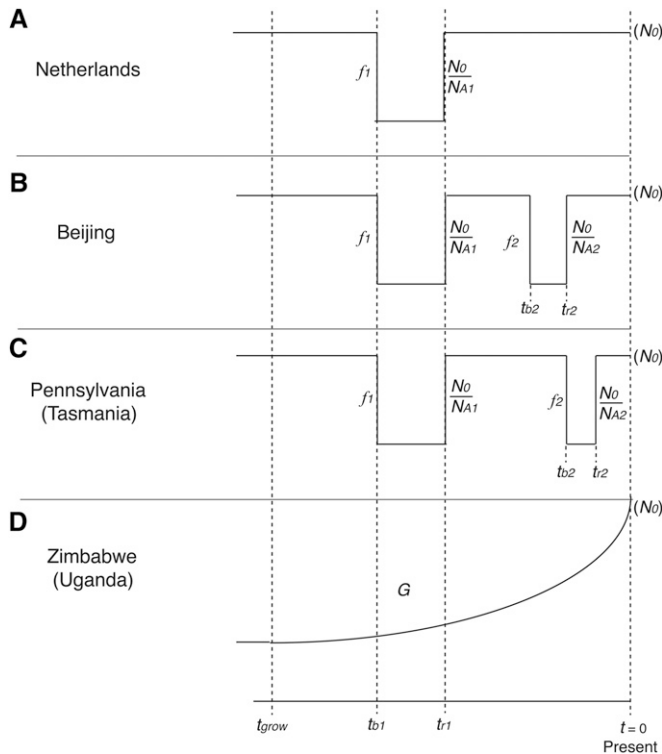 A
Netherlands
f1
N0
NA1
(N0)
B
Beijing
f1
N0
NA1
f2
N0
NA2
(N0)
tb2
tr2
C
Pennsylvania
(Tasmania)
f1
N0
NA1
f2
N0
NA2
(N0)
tb2
tr2
D
Zimbabwe
(Uganda)
G
(N0)
tgrow
tb1
tr1
t = 0
Present